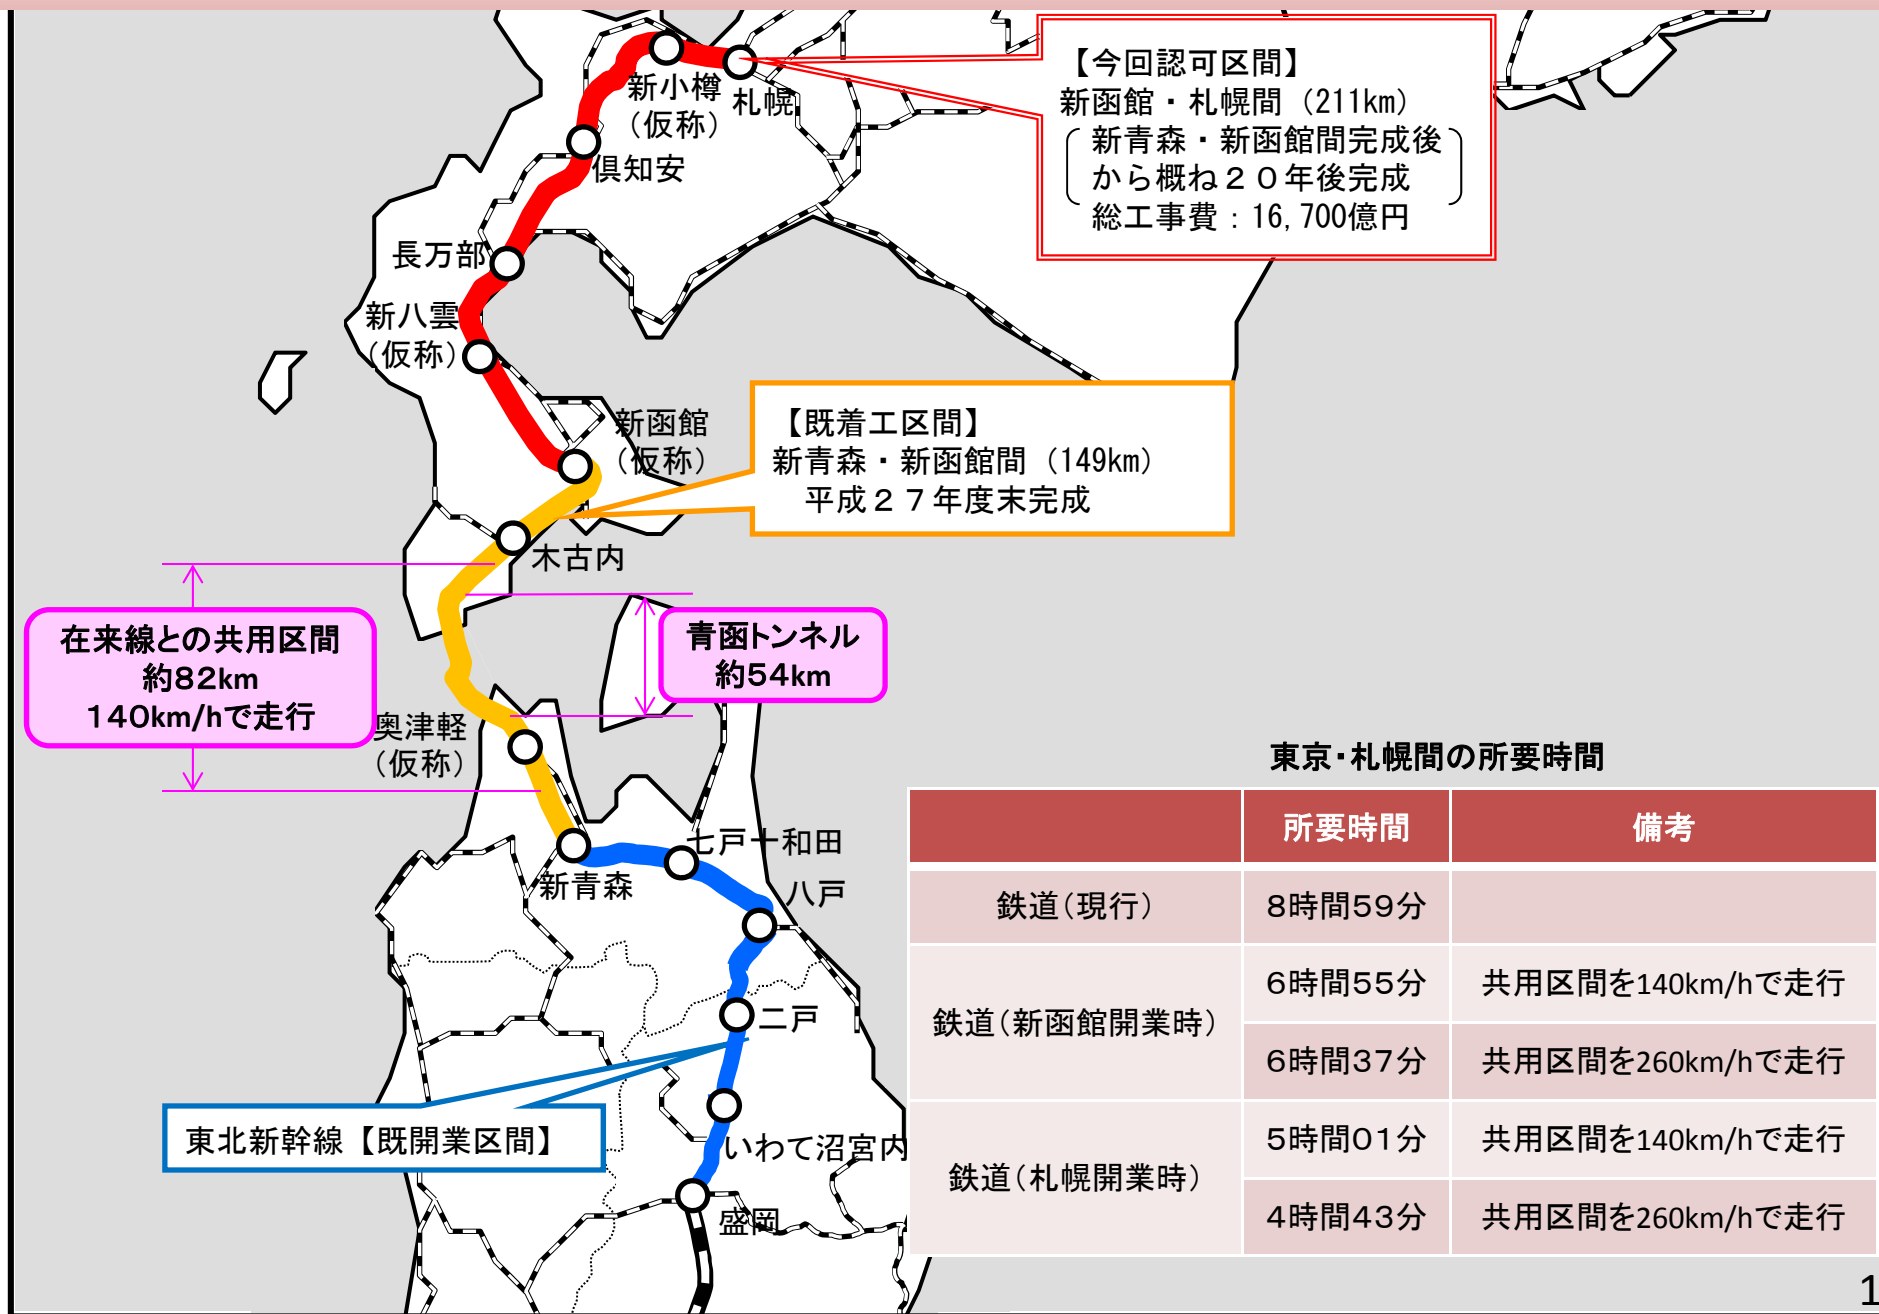 新小樽
（仮称）
札幌
倶知安
長万部
新八雲
（仮称）
新函館
（仮称）
木古内
奥津軽
（仮称）
新青森
七戸十和田
八戸
二戸
いわて沼宮内
盛岡
【今回認可区間】
新函館・札幌間（211km）
新青森・新函館間完成後
から概ね２０年後完成
総工事費：16,700億円
【既着工区間】
新青森・新函館間（149km）
平成２７年度末完成
在来線との共用区間
約82km
140km/hで走行
青函トンネル
約54km
東北新幹線【既開業区間】
東京・札幌間の所要時間
所要時間 備考
鉄道（現行） 8時間59分
鉄道（新函館開業時） 6時間55分 共用区間を140km/hで走行
6時間37分 共用区間を260km/hで走行
鉄道（札幌開業時） 5時間01分 共用区間を140km/hで走行
4時間43分 共用区間を260km/hで走行
1